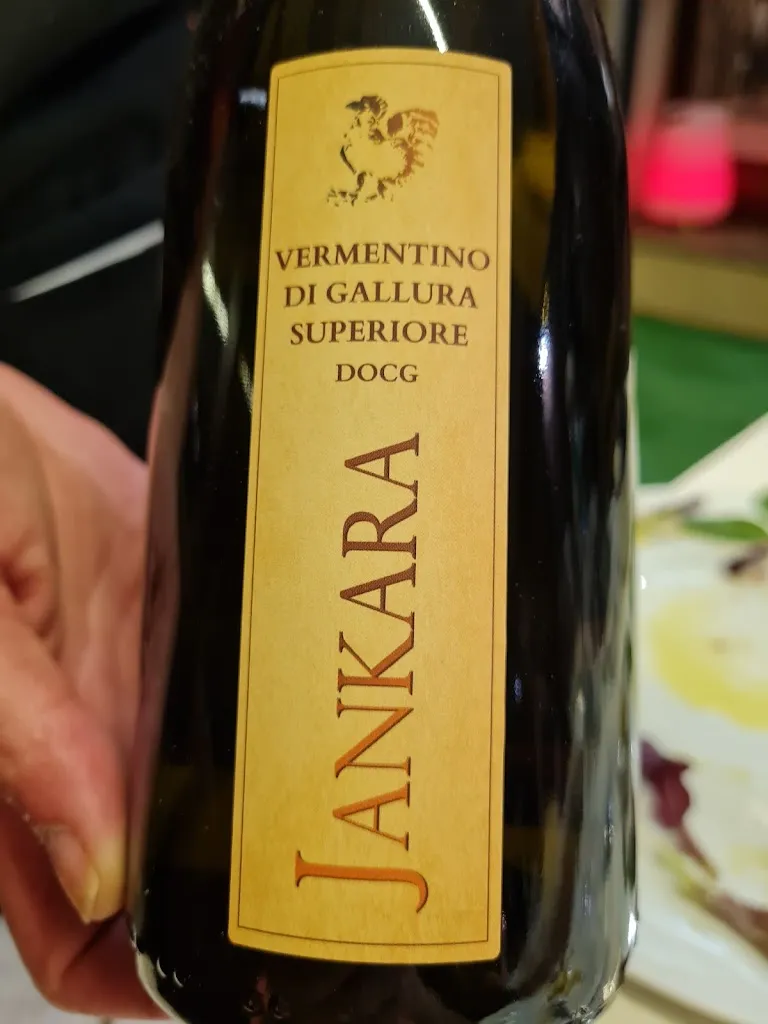 VERMENTINO
DI GALLURA
SUPERIORE
DOCG
JANKARA